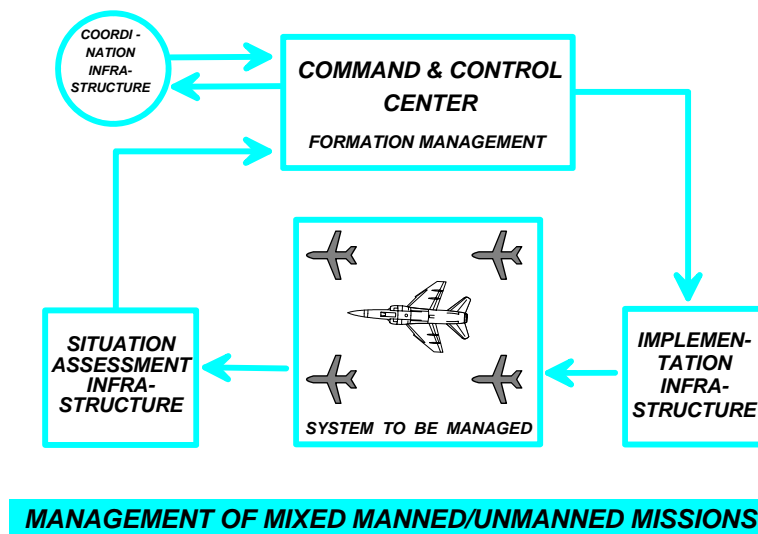 COORDI -
NATION
INFRA-
STRUCTURE
COMMAND & CONTROL
CENTER
FORMATION MANAGEMENT
SITUATION
ASSESSMENT
INFRA-
STRUCTURE
SYSTEM TO BE MANAGED
IMPLEMEN-
TATION
INFRA-
STRUCTURE
MANAGEMENT OF MIXED MANNED/UNMANNED MISSIONS